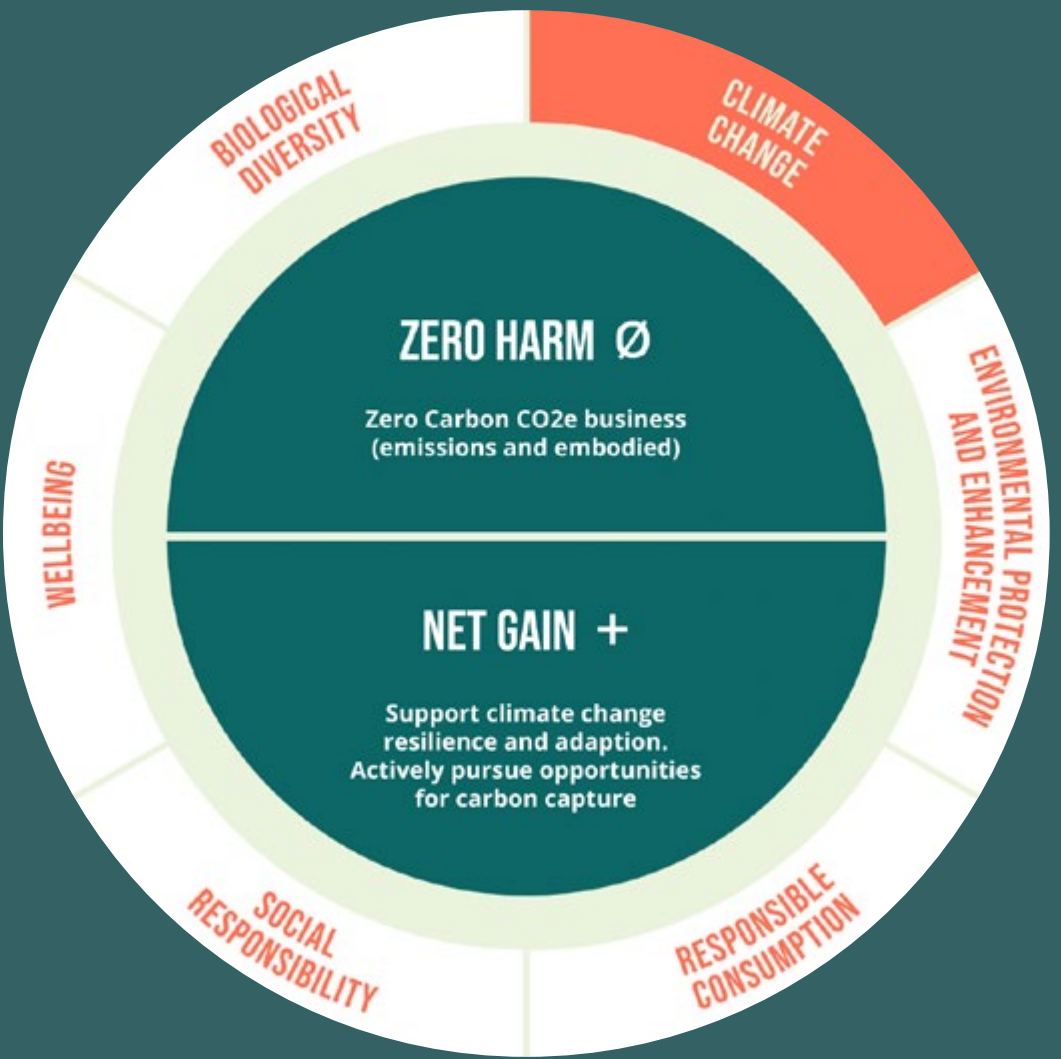 BIOLOGICAL
DIVERSITY
CLIMATE
CHANGE
ENVIRONMENTAL PROTECTION
AND ENHANCEMENT
RESPONSIBLE
CONSUMPTION
SOCIAL
RESPONSIBILITY
WELLBEING
ZERO HARM Ø
Zero Carbon CO2e business
(emissions and embodied)
NET GAIN +
Support climate change
resilience and adaption.
Actively pursue opportunities
for carbon capture